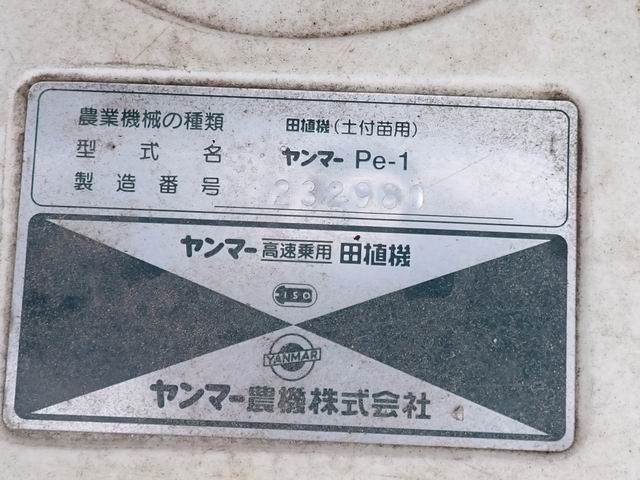 農業機械の種類 田植機(土付苗用)
型式名 ヤンマー Pe-1
製造番号 232980
ヤンマー高速乗用田植機
ISO
YANMAR
ヤンマー農機株式会社